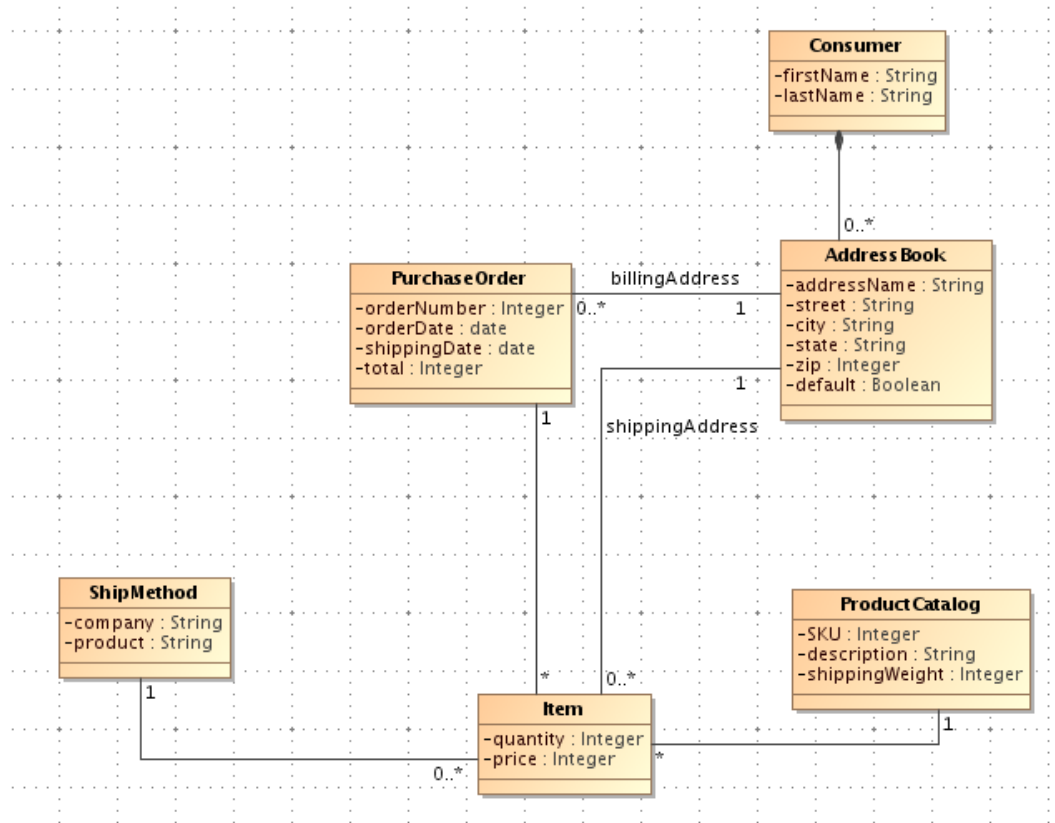 Consumer
-firstName : String
-lastName : String
0..*
AddressBook
-addressName : String
-street : String
-city : String
-state : String
-zip : Integer
-default : Boolean
PurchaseOrder
-orderNumber : Integer
-orderDate : date
-shippingDate : date
-total : Integer
billingAddress
0..*
1
1
shippingAddress
1
ShipMethod
-company : String
-product : String
1
ProductCatalog
-SKU : Integer
-description : String
-shippingWeight : Integer
1
*
0..*
Item
-quantity : Integer
-price : Integer
0..*
*